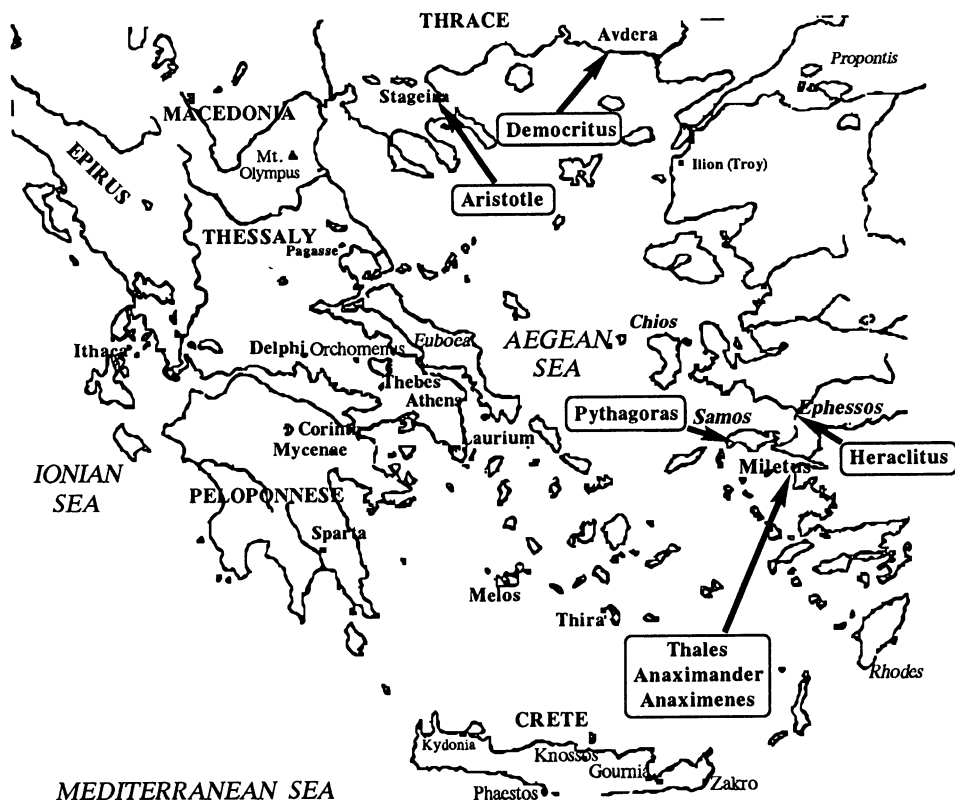 THRACE
Avdera
Propontis
Stageira
MACEDONIA
Democritus
Mt.
Olympus
Ilion (Troy)
EPIRUS
Aristotle
THESSALY
Pagasse
Chios
AEGEAN
SEA
Euboea
Ithaca
Delphi
Orchomenus
Thebes
Athens
Pythagoras
Samos
Ephessos
Corinth
Laurium
Mycenae
Heraclitus
Miletus
IONIAN
SEA
PELOPONNESE
Sparta
Melos
Thira
Thales
Anaximander
Anaximenes
Rhodes
CRETE
Kydonia
Knossos
Gournia
Zakro
Phaestos
MEDITERRANEAN SEA